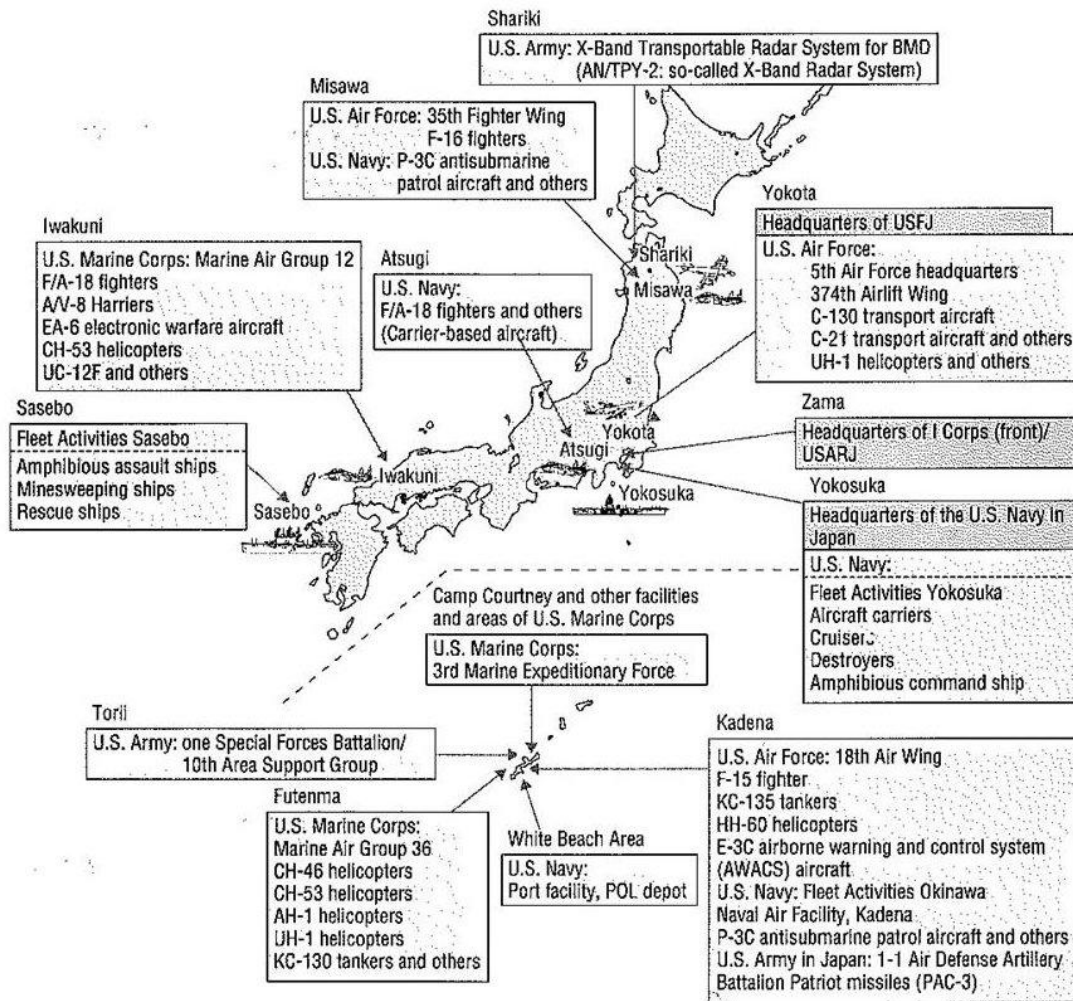 Shariki
U.S. Army: X-Band Transportable Radar System for BMD
(AN/TPY-2: so-called X-Band Radar System)
Misawa
U.S. Air Force: 35th Fighter Wing
F-16 fighters
U.S. Navy: P-3C antisubmarine
patrol aircraft and others
Iwakuni
U.S. Marine Corps: Marine Air Group 12
F/A-18 fighters
A/V-8 Harriers
EA-6 electronic warfare aircraft
CH-53 helicopters
UC-12F and others
Atsugi
U.S. Navy:
F/A-18 fighters and others
(Carrier-based aircraft)
Yokota
Headquarters of USFJ
U.S. Air Force:
5th Air Force headquarters
374th Airlift Wing
C-130 transport aircraft
C-21 transport aircraft and others
UH-1 helicopters and others
Shariki
Misawa
Sasebo
Fleet Activities Sasebo
Amphibious assault ships
Minesweeping ships
Rescue ships
Zama
Headquarters of I Corps (front)/
USARJ
Yokota
Atsugi
Iwakuni
Yokosuka
Sasebo
Yokosuka
Headquarters of the U.S. Navy In
Japan
U.S. Navy:
Fleet Activities Yokosuka
Aircraft carriers
Cruisers
Destroyers
Amphibious command ship
Camp Courtney and other facilities
and areas of U.S. Marine Corps
U.S. Marine Corps:
3rd Marine Expeditionary Force
Torii
U.S. Army: one Special Forces Battalion/
10th Area Support Group
Futenma
U.S. Marine Corps:
Marine Air Group 36
CH-46 helicopters
CH-53 helicopters
AH-1 helicopters
UH-1 helicopters
KC-130 tankers and others
White Beach Area
U.S. Navy:
Port facility, POL depot
Kadena
U.S. Air Force: 18th Air Wing
F-15 fighter
KC-135 tankers
HH-60 helicopters
E-3C airborne warning and control system
(AWACS) aircraft
U.S. Navy: Fleet Activities Okinawa
Naval Air Facility, Kadena
P-3C antisubmarine patrol aircraft and others
U.S. Army in Japan: 1-1 Air Defense Artillery
Battalion Patriot missiles (PAC-3)